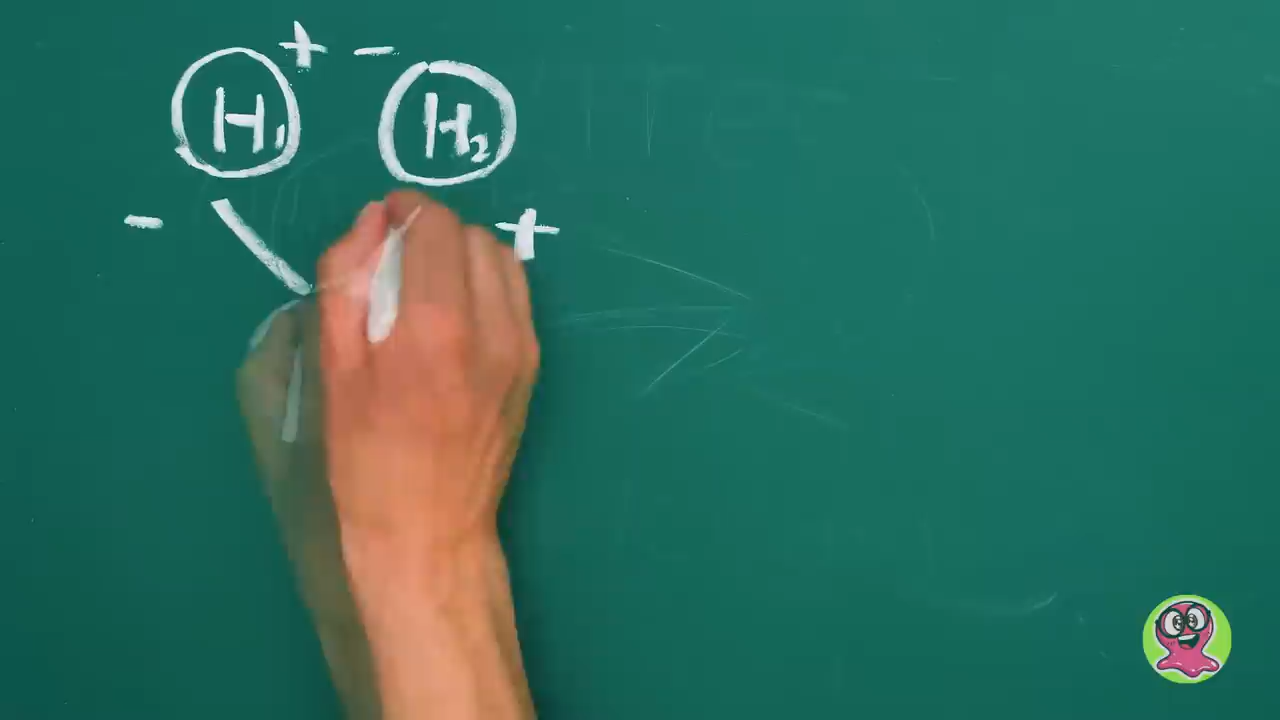 + -
H1 H2
- +